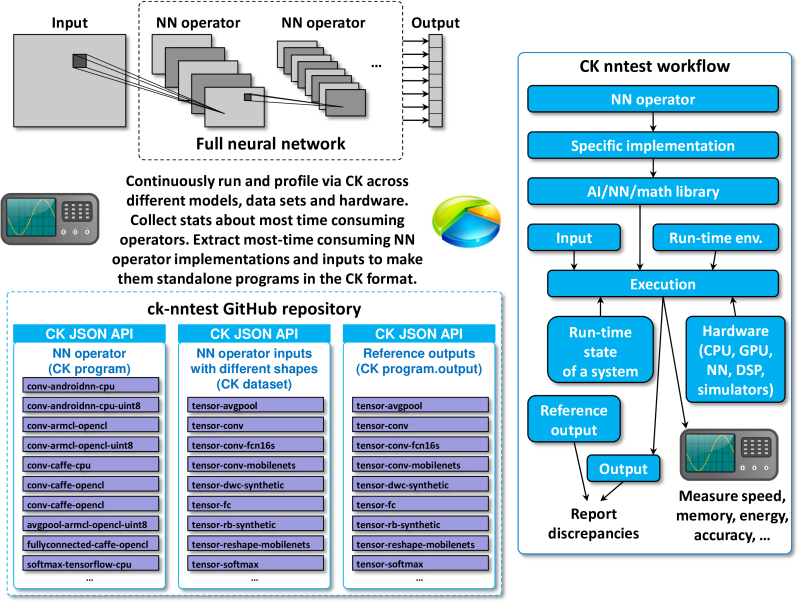 Input
NN operator
NN operator
Output
...
Full neural network
Continuously run and profile via CK across
different models, data sets and hardware.
Collect stats about most time consuming
operators. Extract most-time consuming NN
operator implementations and inputs to make
them standalone programs in the CK format.
ck-nntest GitHub repository
CK JSON API
NN operator
(CK program)
conv-androidnn-cpu
conv-androidnn-cpu-uint8
conv-armcl-opencl
conv-armcl-opencl-uint8
conv-caffe-cpu
conv-caffe-opencl
conv-caffe-opencl
avgpool-armcl-opencl-uint8
fullyconnected-caffe-opencl
softmax-tensorflow-cpu
...
CK JSON API
NN operator inputs
with different shapes
(CK dataset)
tensor-avgpool
tensor-conv
tensor-conv-fcn16s
tensor-conv-mobilenets
tensor-dwc-synthetic
tensor-fc
tensor-rb-synthetic
tensor-reshape-mobilenets
tensor-softmax
...
CK JSON API
Reference outputs
(CK program.output)
tensor-avgpool
tensor-conv
tensor-conv-fcn16s
tensor-conv-mobilenets
tensor-dwc-synthetic
tensor-fc
tensor-rb-synthetic
tensor-reshape-mobilenets
tensor-softmax
...
CK nntest workflow
NN operator
Specific implementation
AI/NN/math library
Input
Run-time env.
Execution
Run-time
state
of a system
Hardware
(CPU, GPU,
NN, DSP,
simulators)
Reference
output
Output
Report
discrepancies
Measure speed,
memory, energy,
accuracy, ...